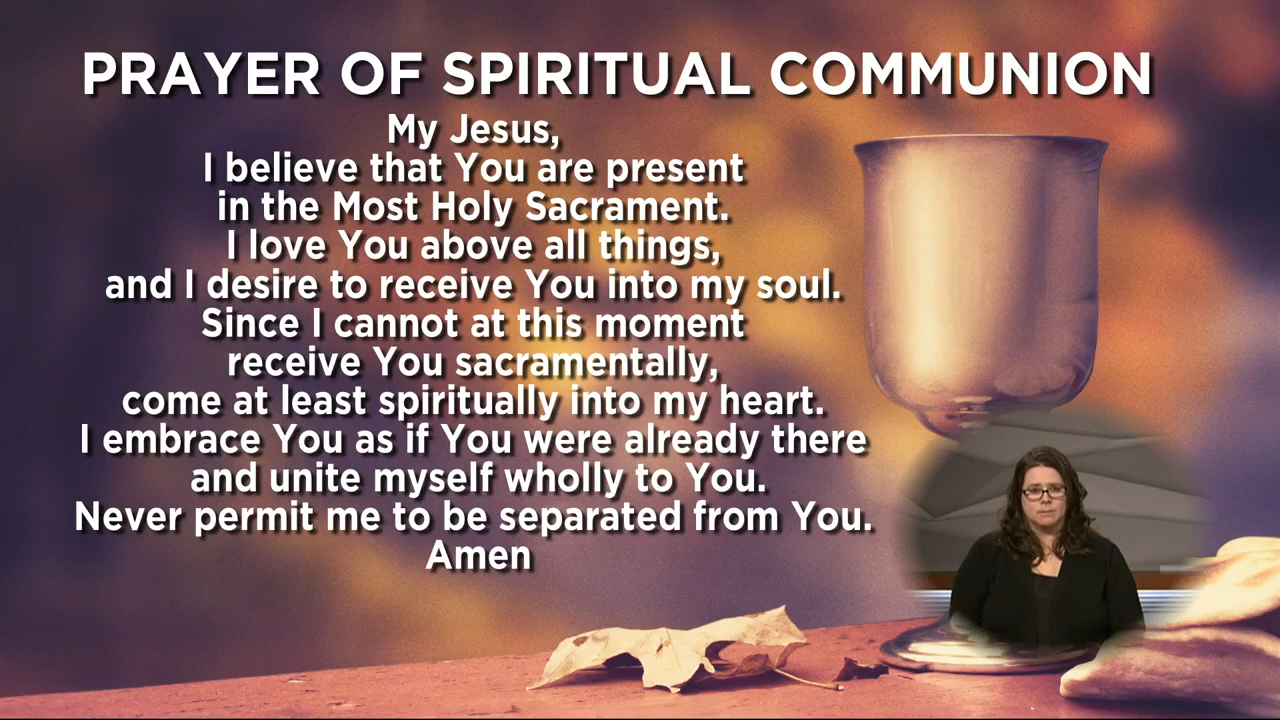 PRAYER OF SPIRITUAL COMMUNION
My Jesus,
I believe that You are present
in the Most Holy Sacrament.
I love You above all things,
and I desire to receive You into my soul.
Since I cannot at this moment
receive You sacramentally,
come at least spiritually into my heart.
I embrace You as if You were already there
and unite myself wholly to You.
Never permit me to be separated from You.
Amen